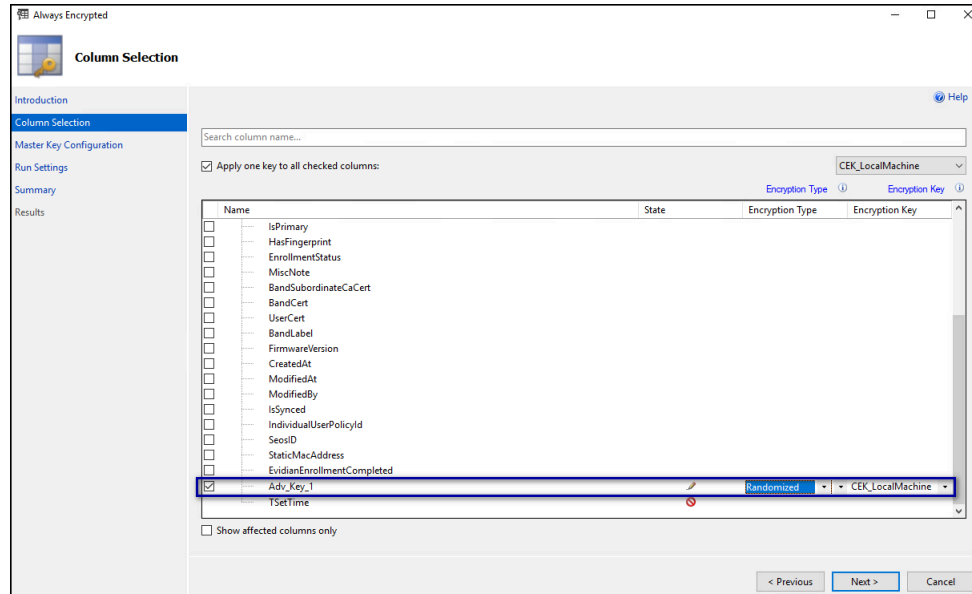 Always Encrypted
Column Selection
Introduction
Column Selection
Master Key Configuration
Run Settings
Summary
Results
Help
Search column name...
Apply one key to all checked columns:
CEK_LocalMachine
Encryption Type
Encryption Key
Name State Encryption Type Encryption Key
IsPrimary
HasFingerprint
EnrollmentStatus
MiscNote
BandSubordinateCaCert
BandCert
UserCert
BandLabel
FirmwareVersion
CreatedAt
ModifiedAt
ModifiedBy
IsSynced
IndividualUserPolicyId
SeosID
StaticMacAddress
EvidianEnrollmentCompleted
Adv_Key_1 Randomized CEK_LocalMachine
TSetTime
Show affected columns only
< Previous Next > Cancel